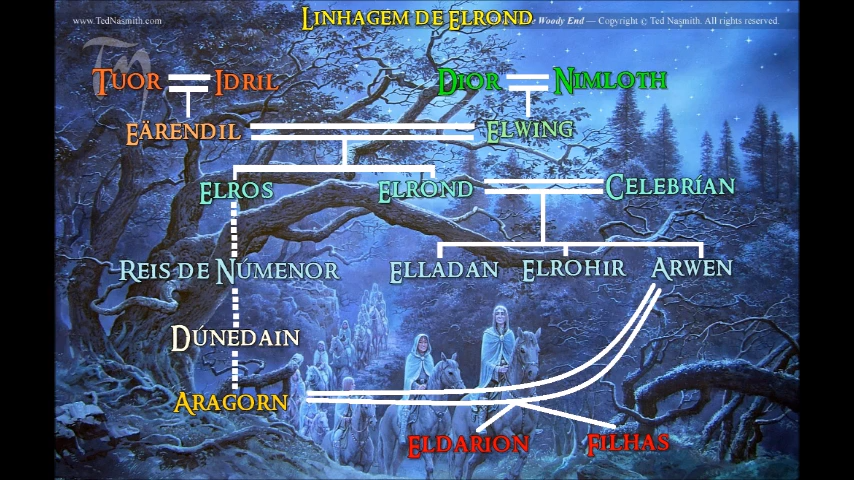 Linhagem de Elrond
www.TedNasmith.com
Woody End — Copyright © Ted Nasmith. All rights reserved.
Tuor Idril Dior Nimloth
Eärendil Elwing
Elros Elrond Celebrían
Reis de Númenor Elladan Elrohir Arwen
Dúnedain
Aragorn
Eldarion Filhas